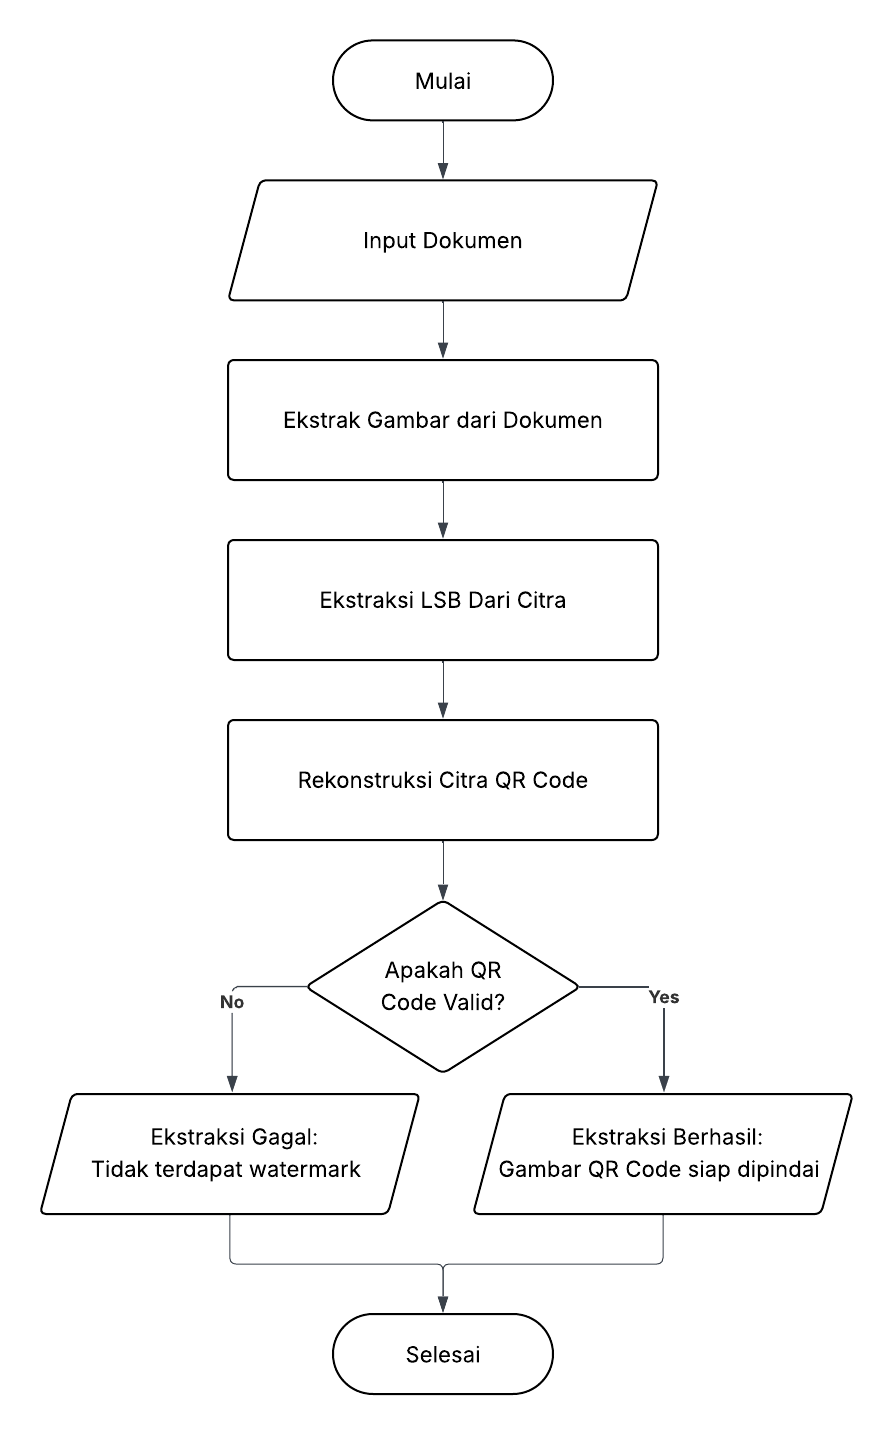 Mulai
Input Dokumen
Ekstrak Gambar dari Dokumen
Ekstraksi LSB Dari Citra
Rekonstruksi Citra QR Code
Apakah QR
Code Valid?
No
Yes
Ekstraksi Gagal:
Tidak terdapat watermark
Ekstraksi Berhasil:
Gambar QR Code siap dipindai
Selesai